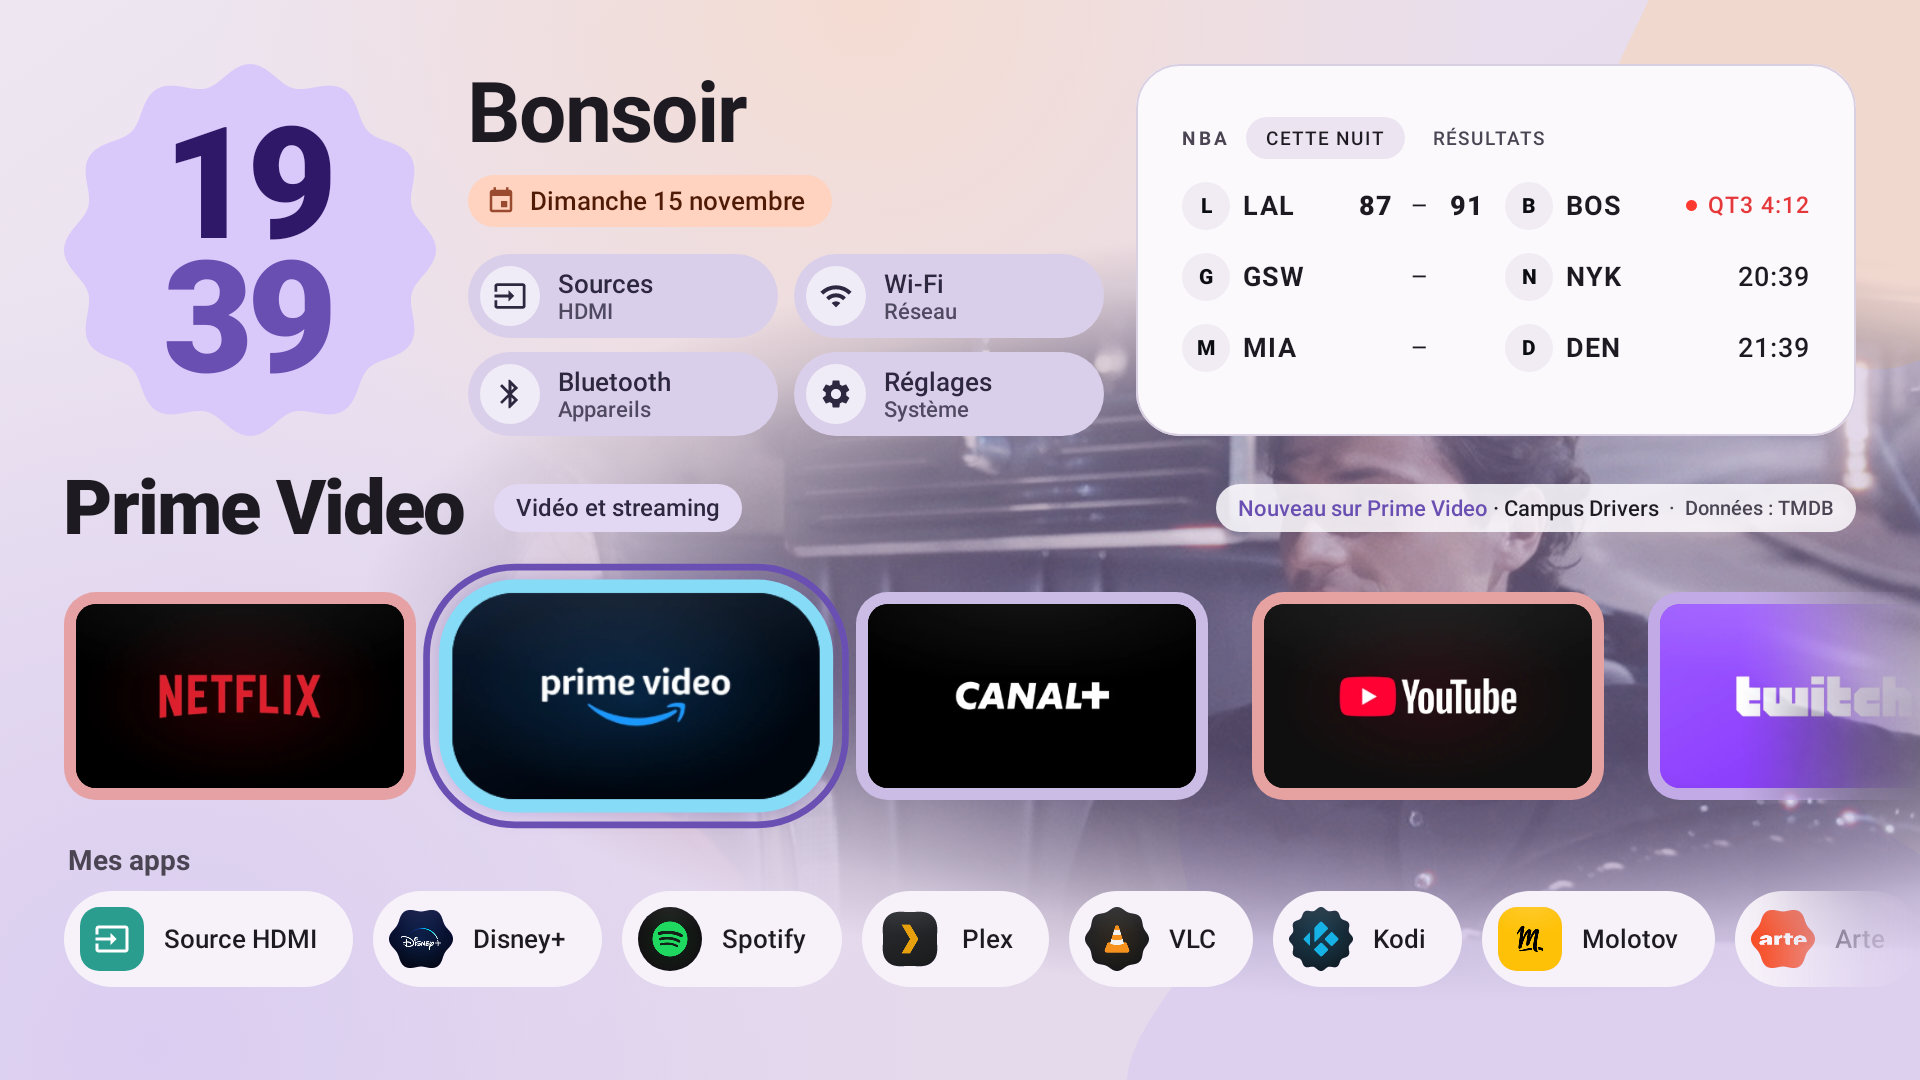 19
39
Bonsoir
Dimanche 15 novembre
Sources
HDMI
Wi-Fi
Réseau
Bluetooth
Appareils
Réglages
Système
NBA CETTE NUIT RÉSULTATS
L LAL 87 – 91 B BOS QT3 4:12
G GSW – N NYK 20:39
M MIA – D DEN 21:39
Prime Video
Vidéo et streaming
Nouveau sur Prime Video · Campus Drivers · Données : TMDB
NETFLIX
prime video
CANAL+
YouTube
twitch
Mes apps
Source HDMI
Disney+ Disney+
Spotify
Plex
VLC
Kodi
M Molotov
arte Arte